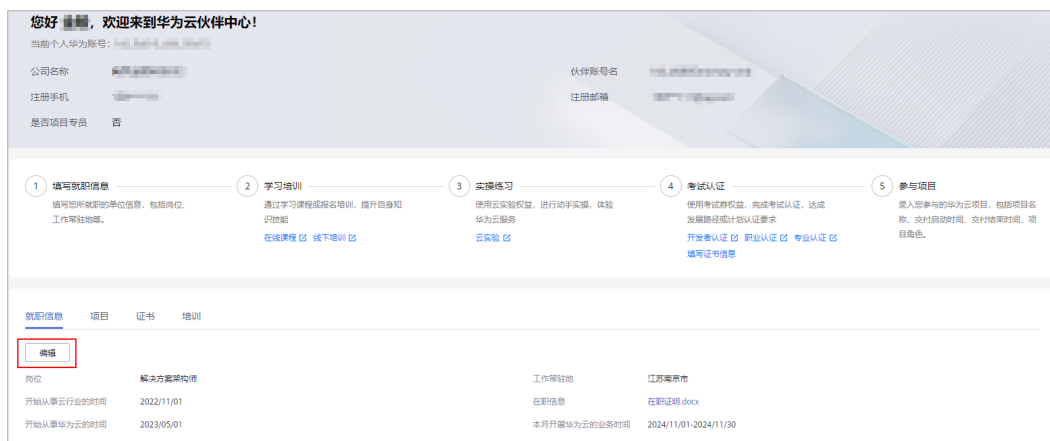 您好 ，欢迎来到华为云伙伴中心！
当前个人华为账号：
公司名称 伙伴账号名
注册手机 注册邮箱
是否项目专员 否
1 填写就职信息 2 学习培训 3 实操练习 4 考试认证 5 参与项目
填写您所就职的单位信息，包括岗位、 通过学习课程或报名培训，提升自身知 使用云实验权益，进行动手实操，体验 使用考试券权益，完成考试认证，达成 录入您参与的华为云项目，包括项目名
工作常驻地等。 识技能 华为云服务 发展路径或计划认证要求 称、交付启动时间、交付结束时间、项
在线课程 线下培训 云实验 开发者认证 职业认证 专业认证 目角色。
填写证书信息
就职信息 项目 证书 培训
编辑
岗位 解决方案架构师 工作常驻地 江苏南京市
开始从事云行业的时间 2022/11/01 在职信息 在职证明.docx
开始从事华为云的时间 2023/05/01 本月开展华为云的业务时间 2024/11/01-2024/11/30